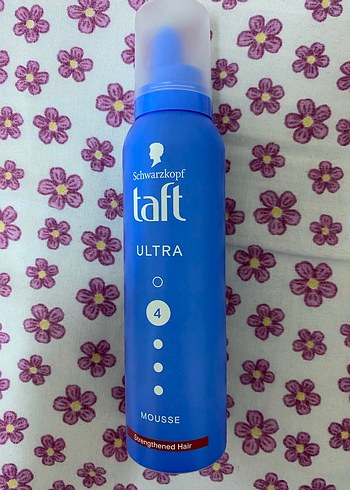 Schwarzkopf
taft
ULTRA
4
MOUSSE
Strengthened Hair